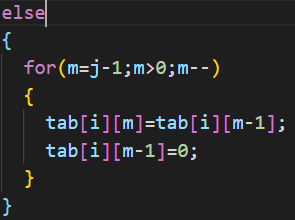 else
{
for(m=j-1;m>0;m--)
{
tab[i][m]=tab[i][m-1];
tab[i][m-1]=0;
}
}